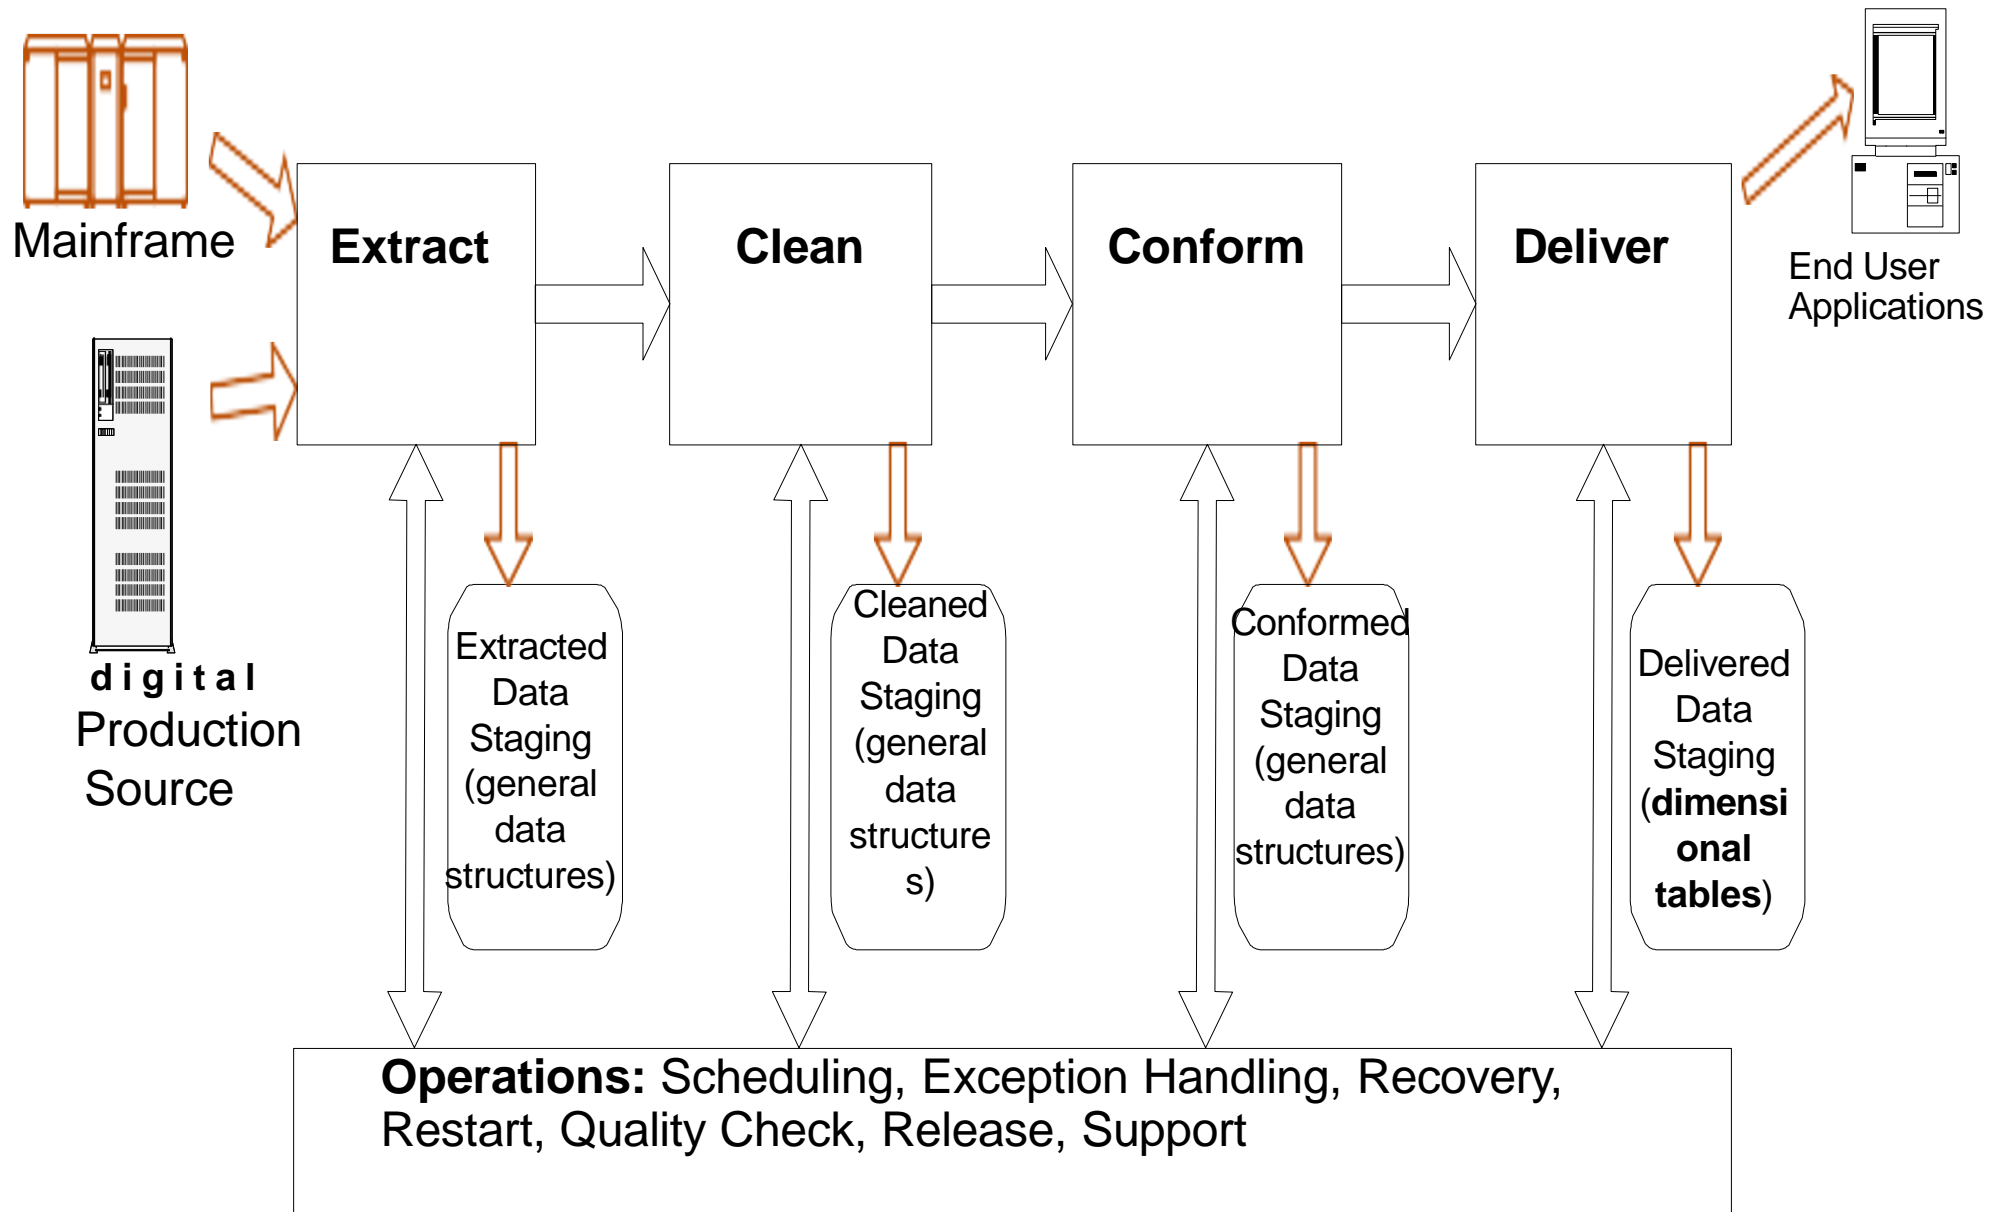 Mainframe
Extract
Clean
Conform
Deliver
End User
Applications
digital
Production
Source
Extracted
Data
Staging
(general
data
structures)
Cleaned
Data
Staging
(general
data
structure
s)
Conformed
Data
Staging
(general
data
structures)
Delivered
Data
Staging
(dimensi
onal
tables)
Operations: Scheduling, Exception Handling, Recovery,
Restart, Quality Check, Release, Support